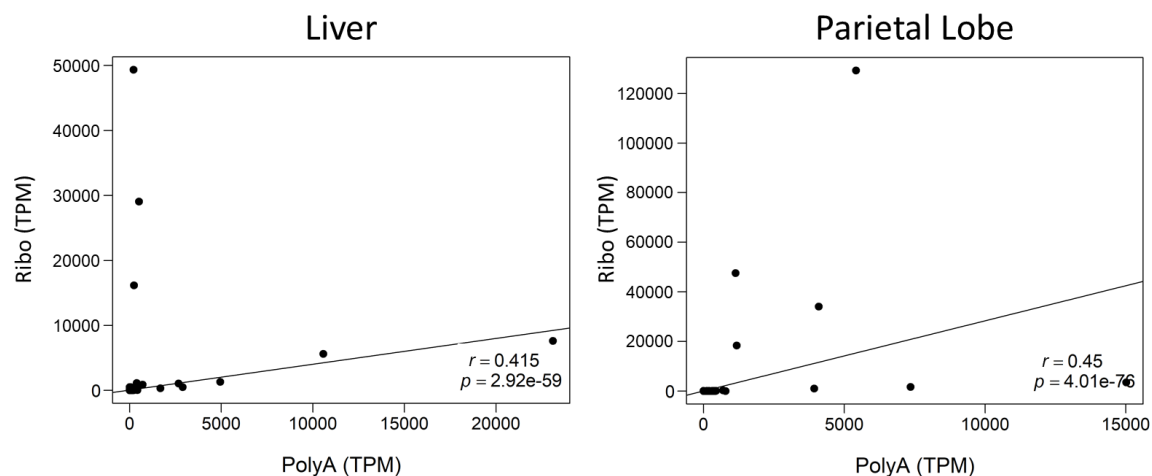 Liver
50000
40000
30000
20000
10000
0
Ribo (TPM)
r = 0.415
p = 2.92e-59
0 5000 10000 15000 20000
PolyA (TPM)
Parietal Lobe
120000
100000
80000
60000
40000
20000
0
Ribo (TPM)
r = 0.45
p = 4.01e-76
0 5000 10000 15000
PolyA (TPM)